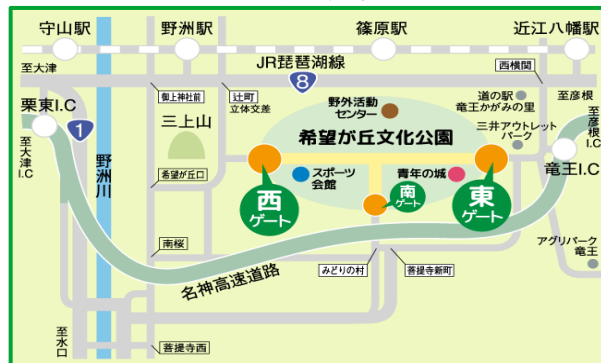 守山駅
野洲駅
篠原駅
近江八幡駅
JR琵琶湖線
至大津
8
西横関
栗東I.C
1
御上神社前
辻町
立体交差
野外活動
センター
道の駅
竜王かがみの里
至彦根
三上山
希望が丘文化公園
三井アウトレット
パーク
至彦根I.C
至大津I.C
野洲川
希望が丘口
西
ゲート
スポーツ
会館
南
ゲート
青年の城
東
ゲート
竜王I.C
南桜
名神高速道路
みどりの村
菩提寺新町
アグリパーク
竜王
至水口
菩提寺西